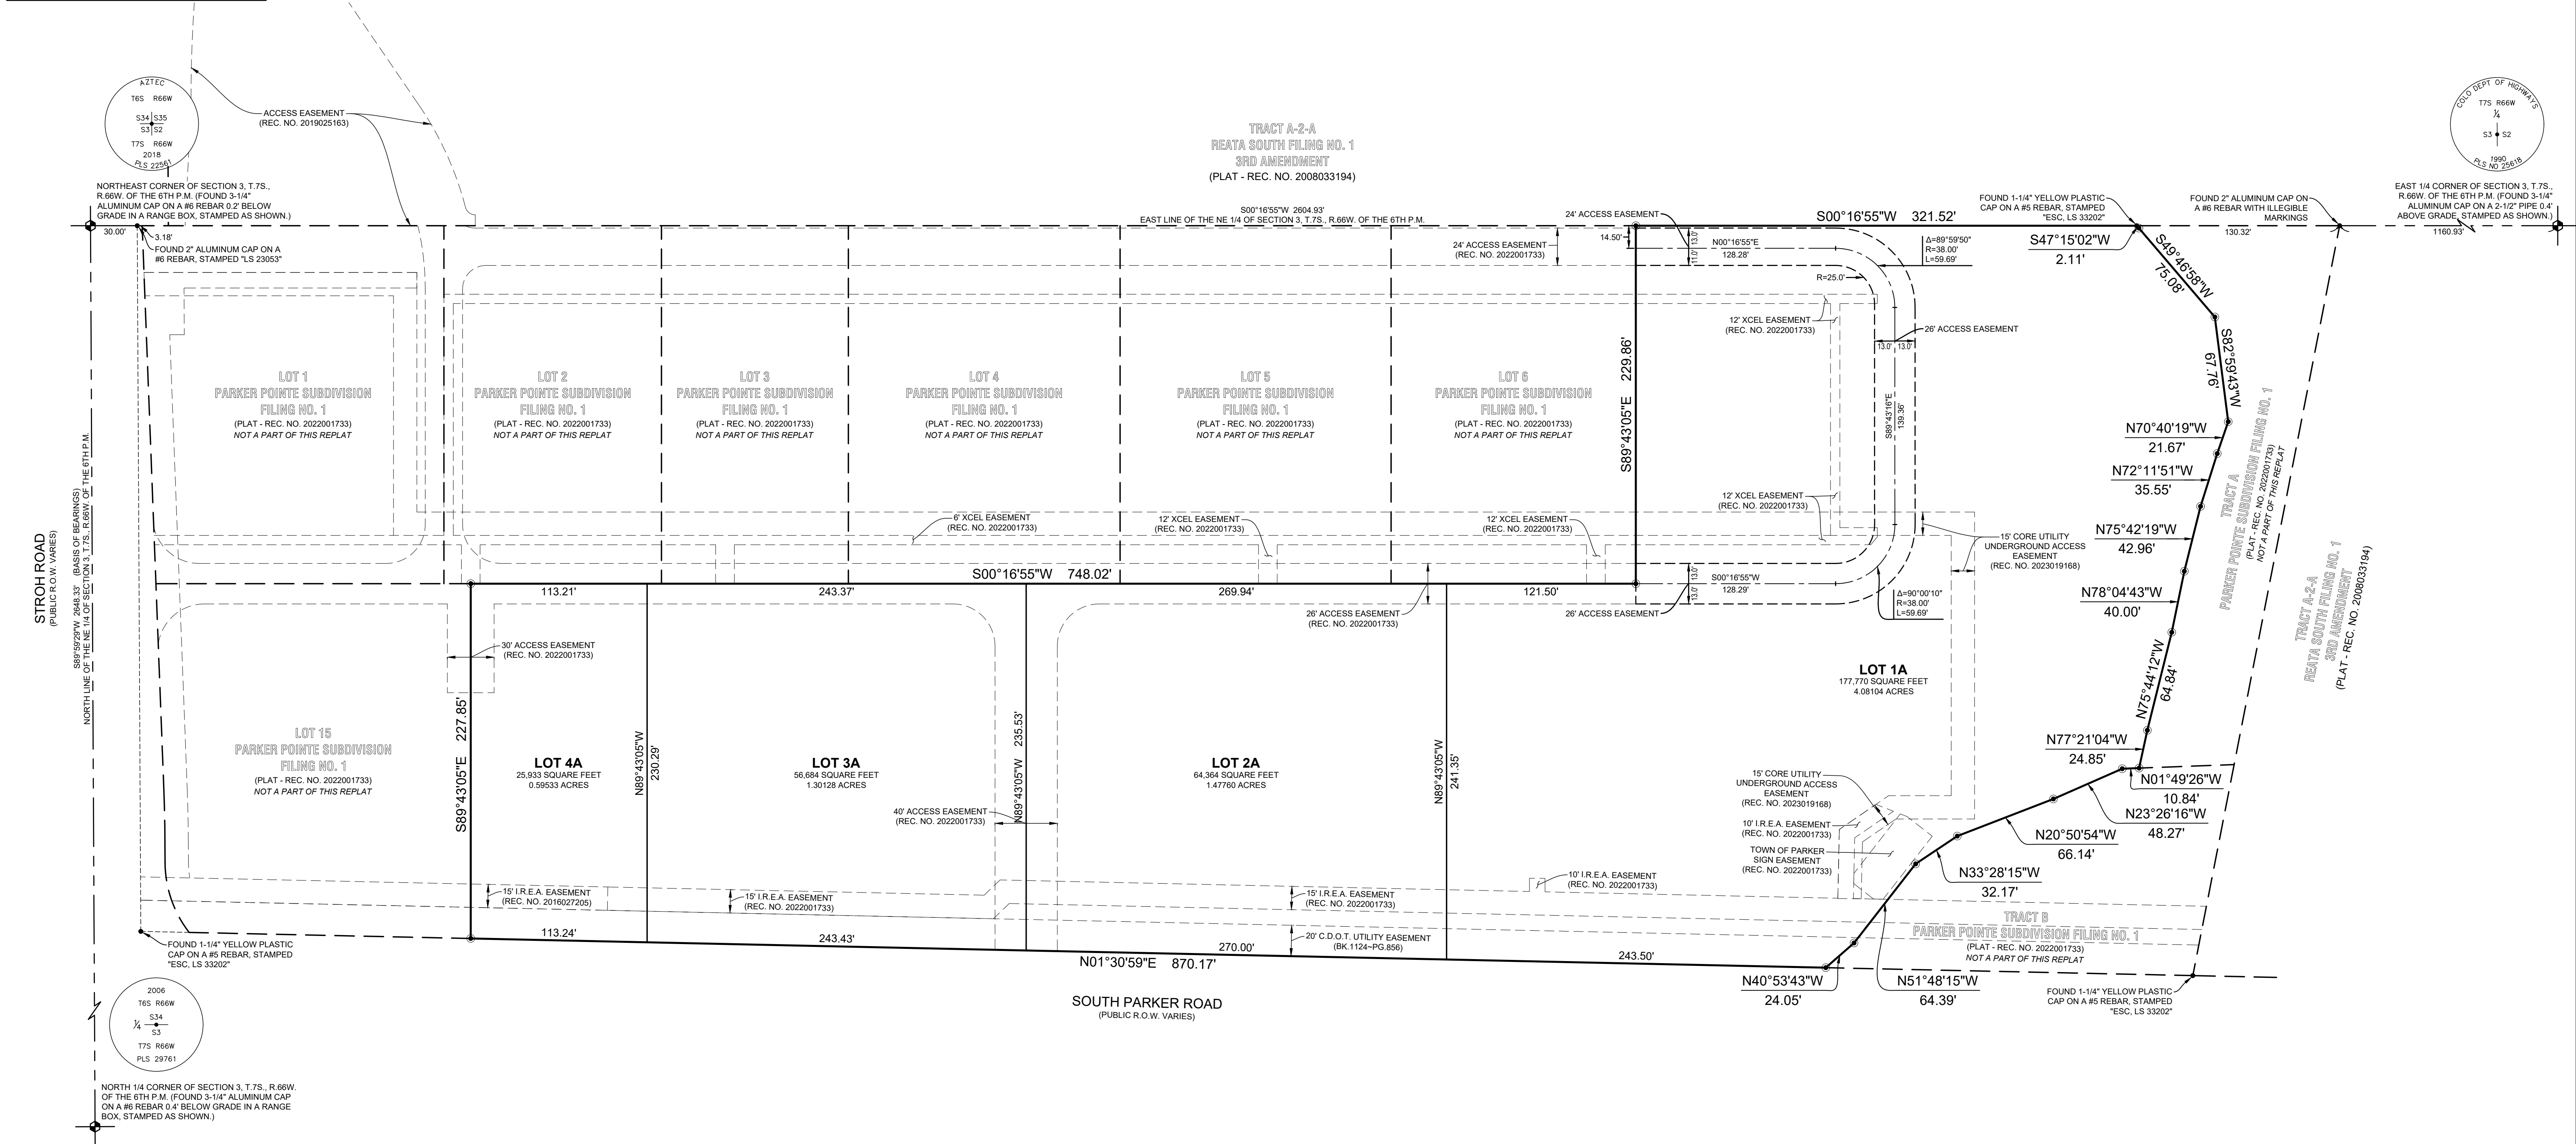 AZTEC
T6S R66W
S34 S35
S3 S2
T7S R66W
2018
PLS 22561
ACCESS EASEMENT
(REC. NO. 2019025163)
NORTHEAST CORNER OF SECTION 3, T.7S.,
R.66W. OF THE 6TH P.M. (FOUND 3-1/4"
ALUMINUM CAP ON A #6 REBAR 0.2' BELOW
GRADE IN A RANGE BOX, STAMPED AS SHOWN.)
30.00'
3.18'
FOUND 2" ALUMINUM CAP ON A
#6 REBAR, STAMPED "LS 23053"
TRACT A-2-A
REATA SOUTH FILING NO. 1
3RD AMENDMENT
(PLAT - REC. NO. 2008033194)
S00°16'55"W 2604.93'
EAST LINE OF THE NE 1/4 OF SECTION 3, T.7S., R.66W. OF THE 6TH P.M.
COLO DEPT OF HIGHWAYS
T7S R66W
1/4
S3 S2
1990
PLS NO 25618
EAST 1/4 CORNER OF SECTION 3, T.7S.,
R.66W. OF THE 6TH P.M. (FOUND 3-1/4"
ALUMINUM CAP ON A 2-1/2" PIPE 0.4'
ABOVE GRADE, STAMPED AS SHOWN.)
1160.93'
FOUND 2" ALUMINUM CAP ON
A #6 REBAR WITH ILLEGIBLE
MARKINGS
130.32'
FOUND 1-1/4" YELLOW PLASTIC
CAP ON A #5 REBAR, STAMPED
"ESC, LS 33202"
S00°16'55"W 321.52'
S47°15'02"W
2.11'
S49°46'58"W
75.08'
S82°59'43"W
67.76'
N70°40'19"W
21.67'
N72°11'51"W
35.55'
N75°42'19"W
42.96'
N78°04'43"W
40.00'
N75°44'12"W
64.84'
N77°21'04"W
24.85'
N01°49'26"W
10.84'
N23°26'16"W
48.27'
N20°50'54"W
66.14'
N33°28'15"W
32.17'
N51°48'15"W
64.39'
N40°53'43"W
24.05'
24' ACCESS EASEMENT
14.50'
13.0'
13.0'
11.0'
24' ACCESS EASEMENT
(REC. NO. 2022001733)
N00°16'55"E
128.28'
Δ=89°59'50"
R=38.00'
L=59.69'
R=25.0'
12' XCEL EASEMENT
(REC. NO. 2022001733)
26' ACCESS EASEMENT
13.0'
13.0'
S89°43'16"E
139.36'
S89°43'05"E 229.86'
12' XCEL EASEMENT
(REC. NO. 2022001733)
15' CORE UTILITY
UNDERGROUND ACCESS
EASEMENT
(REC. NO. 2023019168)
S00°16'55"W
128.29'
13.0'
13.0'
Δ=90°00'10"
R=38.00'
L=59.69'
26' ACCESS EASEMENT
TRACT A
PARKER POINTE SUBDIVISION FILING NO. 1
(PLAT - REC. NO. 2022001733)
NOT A PART OF THIS REPLAT
TRACT A-2-A
REATA SOUTH FILING NO. 1
3RD AMENDMENT
(PLAT - REC. NO. 2008033194)
STROH ROAD
(PUBLIC R.O.W. VARIES)
S89°59'29"W 2648.33' (BASIS OF BEARINGS)
NORTH LINE OF THE NE 1/4 OF SECTION 3, T.7S., R.66W. OF THE 6TH P.M.
LOT 1
PARKER POINTE SUBDIVISION
FILING NO. 1
(PLAT - REC. NO. 2022001733)
NOT A PART OF THIS REPLAT
LOT 2
PARKER POINTE SUBDIVISION
FILING NO. 1
(PLAT - REC. NO. 2022001733)
NOT A PART OF THIS REPLAT
LOT 3
PARKER POINTE SUBDIVISION
FILING NO. 1
(PLAT - REC. NO. 2022001733)
NOT A PART OF THIS REPLAT
LOT 4
PARKER POINTE SUBDIVISION
FILING NO. 1
(PLAT - REC. NO. 2022001733)
NOT A PART OF THIS REPLAT
LOT 5
PARKER POINTE SUBDIVISION
FILING NO. 1
(PLAT - REC. NO. 2022001733)
NOT A PART OF THIS REPLAT
LOT 6
PARKER POINTE SUBDIVISION
FILING NO. 1
(PLAT - REC. NO. 2022001733)
NOT A PART OF THIS REPLAT
6' XCEL EASEMENT
(REC. NO. 2022001733)
12' XCEL EASEMENT
(REC. NO. 2022001733)
12' XCEL EASEMENT
(REC. NO. 2022001733)
S00°16'55"W 748.02'
113.21'
243.37'
269.94'
121.50'
26' ACCESS EASEMENT
(REC. NO. 2022001733)
30' ACCESS EASEMENT
(REC. NO. 2022001733)
LOT 15
PARKER POINTE SUBDIVISION
FILING NO. 1
(PLAT - REC. NO. 2022001733)
NOT A PART OF THIS REPLAT
S89°43'05"E 227.85'
LOT 4A
25,933 SQUARE FEET
0.59533 ACRES
N89°43'05"W
230.29'
LOT 3A
56,684 SQUARE FEET
1.30128 ACRES
40' ACCESS EASEMENT
(REC. NO. 2022001733)
N89°43'05"W 235.53'
LOT 2A
64,364 SQUARE FEET
1.47760 ACRES
N89°43'05"W
241.35'
LOT 1A
177,770 SQUARE FEET
4.08104 ACRES
15' CORE UTILITY
UNDERGROUND ACCESS
EASEMENT
(REC. NO. 2023019168)
10' I.R.E.A. EASEMENT
(REC. NO. 2022001733)
TOWN OF PARKER
SIGN EASEMENT
(REC. NO. 2022001733)
10' I.R.E.A. EASEMENT
(REC. NO. 2022001733)
15' I.R.E.A. EASEMENT
(REC. NO. 2016027205)
15' I.R.E.A. EASEMENT
(REC. NO. 2022001733)
15' I.R.E.A. EASEMENT
(REC. NO. 2022001733)
20' C.D.O.T. UTILITY EASEMENT
(BK.1124~PG.856)
TRACT B
PARKER POINTE SUBDIVISION FILING NO. 1
(PLAT - REC. NO. 2022001733)
NOT A PART OF THIS REPLAT
113.24'
243.43'
270.00'
243.50'
N01°30'59"E 870.17'
SOUTH PARKER ROAD
(PUBLIC R.O.W. VARIES)
FOUND 1-1/4" YELLOW PLASTIC
CAP ON A #5 REBAR, STAMPED
"ESC, LS 33202"
FOUND 1-1/4" YELLOW PLASTIC
CAP ON A #5 REBAR, STAMPED
"ESC, LS 33202"
2006
T6S R66W
1/4
S34
S3
T7S R66W
PLS 29761
NORTH 1/4 CORNER OF SECTION 3, T.7S., R.66W.
OF THE 6TH P.M. (FOUND 3-1/4" ALUMINUM CAP
ON A #6 REBAR 0.4' BELOW GRADE IN A RANGE
BOX, STAMPED AS SHOWN.)